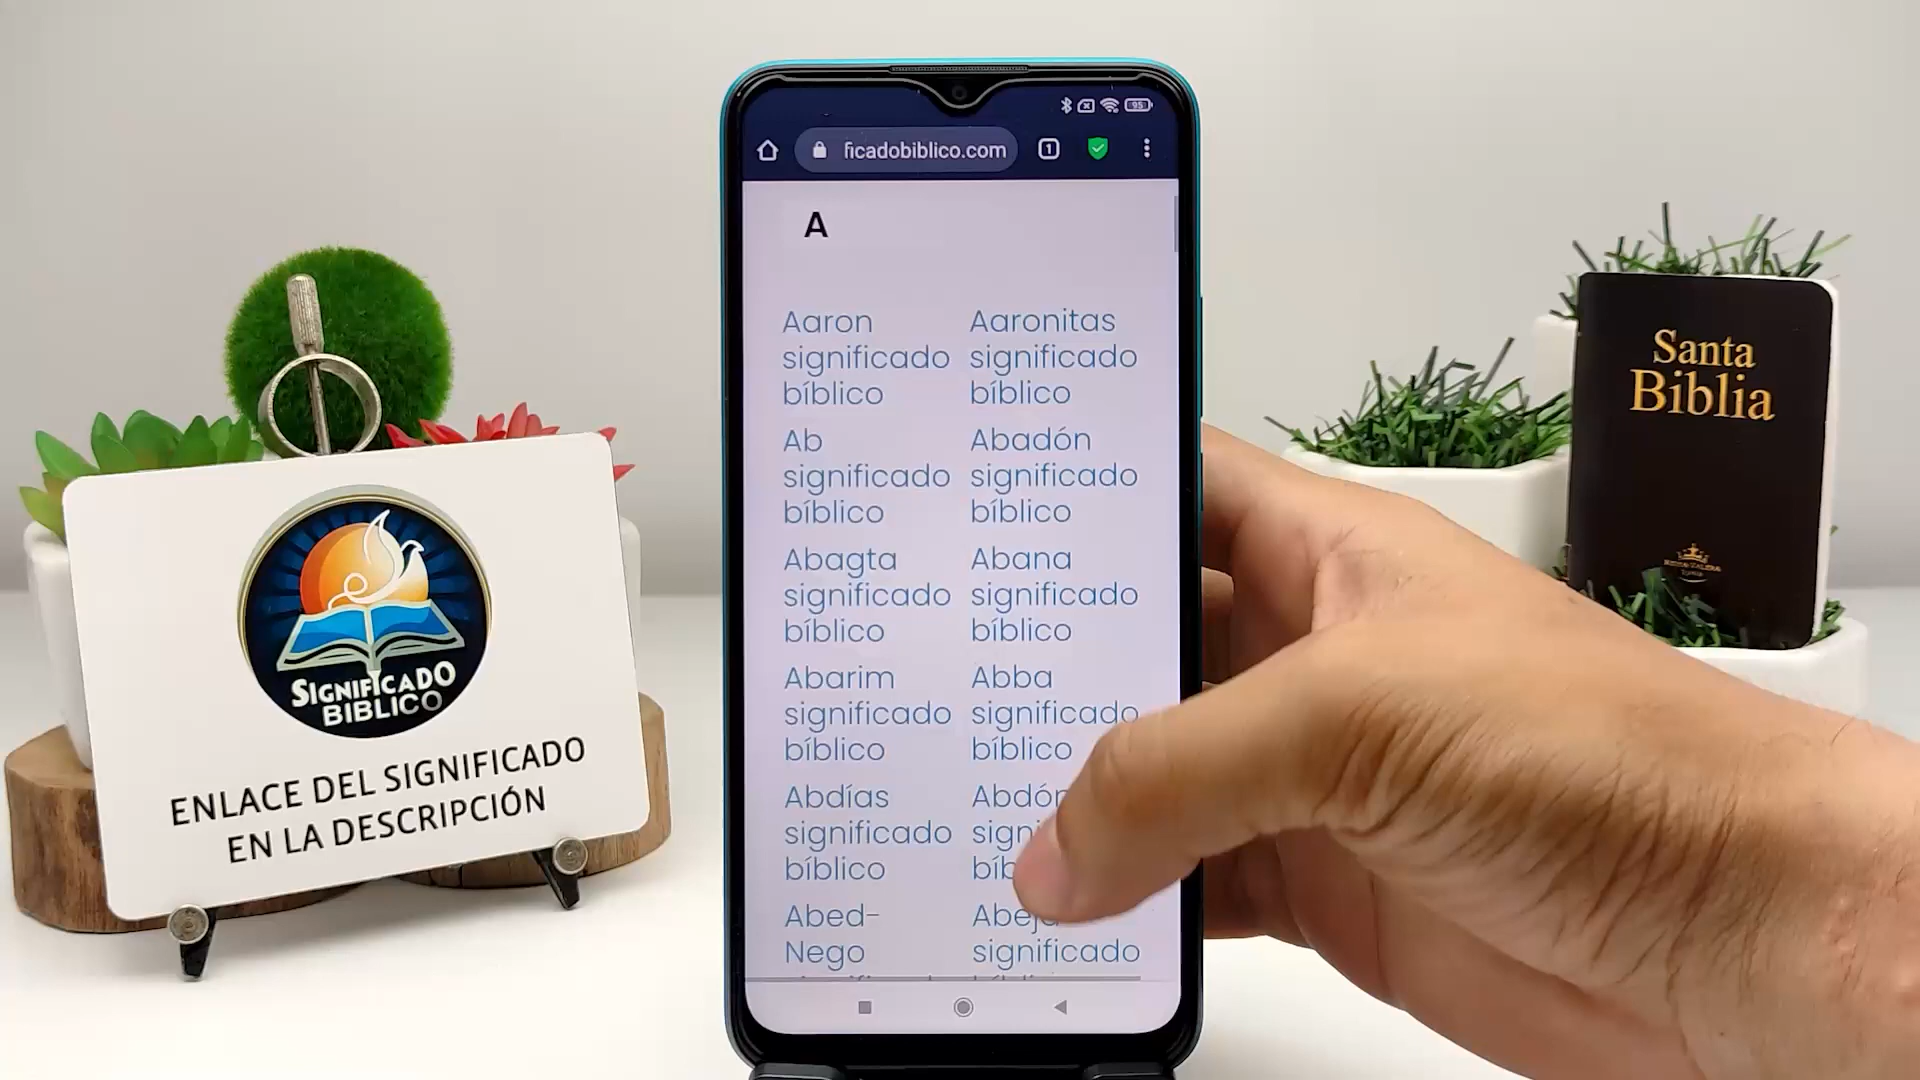 SIGNIFICADO
BIBLICO
ENLACE DEL SIGNIFICADO
EN LA DESCRIPCIÓN
95
ficadobiblico.com
1
A
Aaron
significado
bíblico
Aaronitas
significado
bíblico
Ab
significado
bíblico
Abadón
significado
bíblico
Abagta
significado
bíblico
Abana
significado
bíblico
Abarim
significado
bíblico
Abba
significado
bíblico
Abdías
significado
bíblico
Abed-
Nego
significado
Santa
Biblia